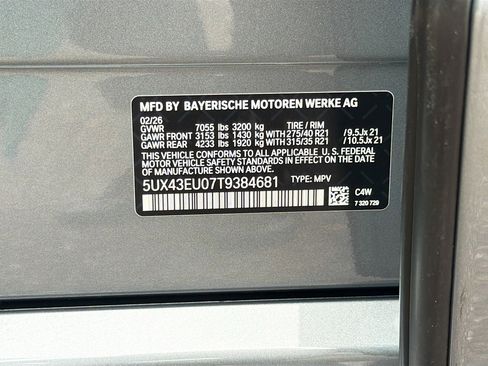 MFD BY BAYERISCHE MOTOREN WERKE AG
02/26
GVWR 7055 lbs 3200 kg TIRE / RIM
GAWR FRONT 3153 lbs 1430 kg WITH 275/40 R21 /9.5Jx 21
GAWR REAR 4233 lbs 1920 kg WITH 315/35 R21 /10.5Jx 21
THIS VEHICLE CONFORMS TO ALL APPLICABLE U.S. FEDERAL
MOTOR VEHICLE SAFETY STANDARDS IN EFFECT ON THE DATE
OF MANUFACTURE SHOWN ABOVE.
5UX43EU07T9384681 TYPE: MPV
C4W
7 320 729